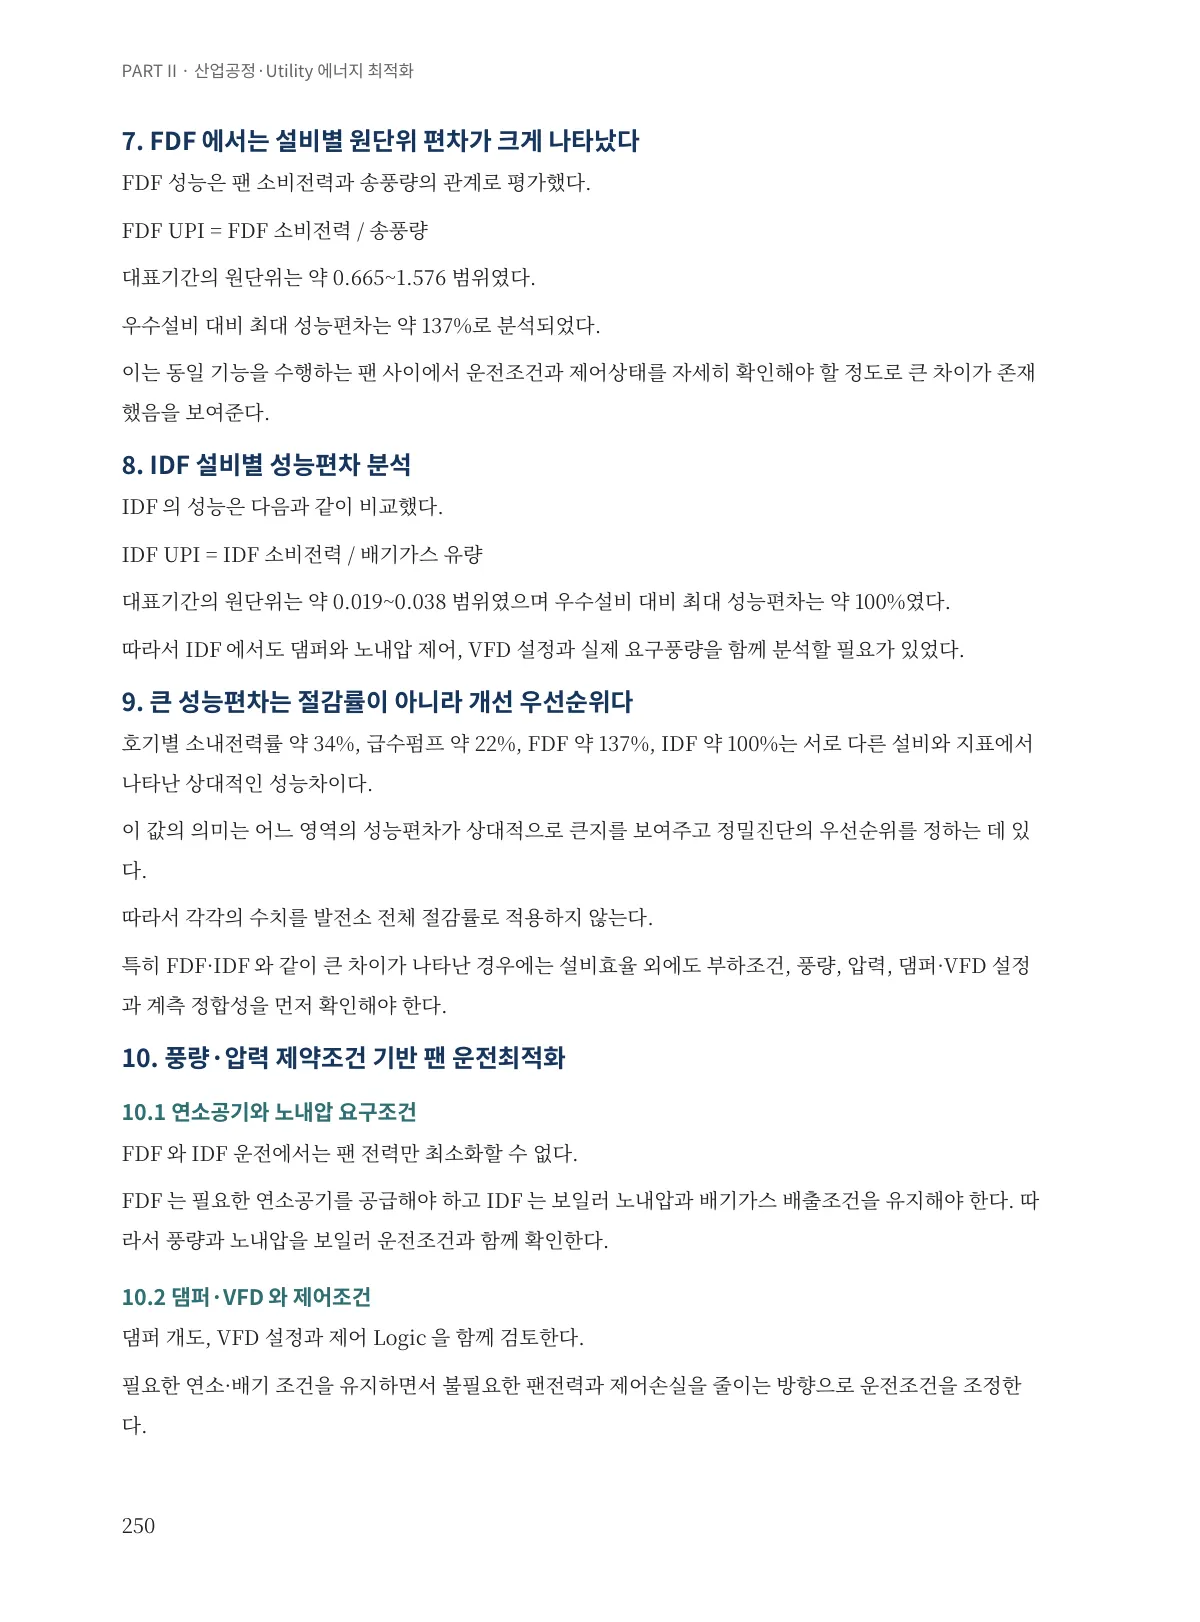 PART II · 산업공정·Utility 에너지 최적화
7. FDF 에서는 설비별 원단위 편차가 크게 나타났다
FDF 성능은 팬 소비전력과 송풍량의 관계로 평가했다.
FDF UPI = FDF 소비전력 / 송풍량
대표기간의 원단위는 약 0.665~1.576 범위였다.
우수설비 대비 최대 성능편차는 약 137%로 분석되었다.
이는 동일 기능을 수행하는 팬 사이에서 운전조건과 제어상태를 자세히 확인해야 할 정도로 큰 차이가 존재
했음을 보여준다.
8. IDF 설비별 성능편차 분석
IDF 의 성능은 다음과 같이 비교했다.
IDF UPI = IDF 소비전력 / 배기가스 유량
대표기간의 원단위는 약 0.019~0.038 범위였으며 우수설비 대비 최대 성능편차는 약 100%였다.
따라서 IDF 에서도 댐퍼와 노내압 제어, VFD 설정과 실제 요구풍량을 함께 분석할 필요가 있었다.
9. 큰 성능편차는 절감률이 아니라 개선 우선순위다
호기별 소내전력률 약 34%, 급수펌프 약 22%, FDF 약 137%, IDF 약 100%는 서로 다른 설비와 지표에서
나타난 상대적인 성능차이다.
이 값의 의미는 어느 영역의 성능편차가 상대적으로 큰지를 보여주고 정밀진단의 우선순위를 정하는 데 있
다.
따라서 각각의 수치를 발전소 전체 절감률로 적용하지 않는다.
특히 FDF·IDF 와 같이 큰 차이가 나타난 경우에는 설비효율 외에도 부하조건, 풍량, 압력, 댐퍼·VFD 설정
과 계측 정합성을 먼저 확인해야 한다.
10. 풍량·압력 제약조건 기반 팬 운전최적화
10.1 연소공기와 노내압 요구조건
FDF 와 IDF 운전에서는 팬 전력만 최소화할 수 없다.
FDF 는 필요한 연소공기를 공급해야 하고 IDF 는 보일러 노내압과 배기가스 배출조건을 유지해야 한다. 따
라서 풍량과 노내압을 보일러 운전조건과 함께 확인한다.
10.2 댐퍼·VFD 와 제어조건
댐퍼 개도, VFD 설정과 제어 Logic 을 함께 검토한다.
필요한 연소·배기 조건을 유지하면서 불필요한 팬전력과 제어손실을 줄이는 방향으로 운전조건을 조정한
다.
250